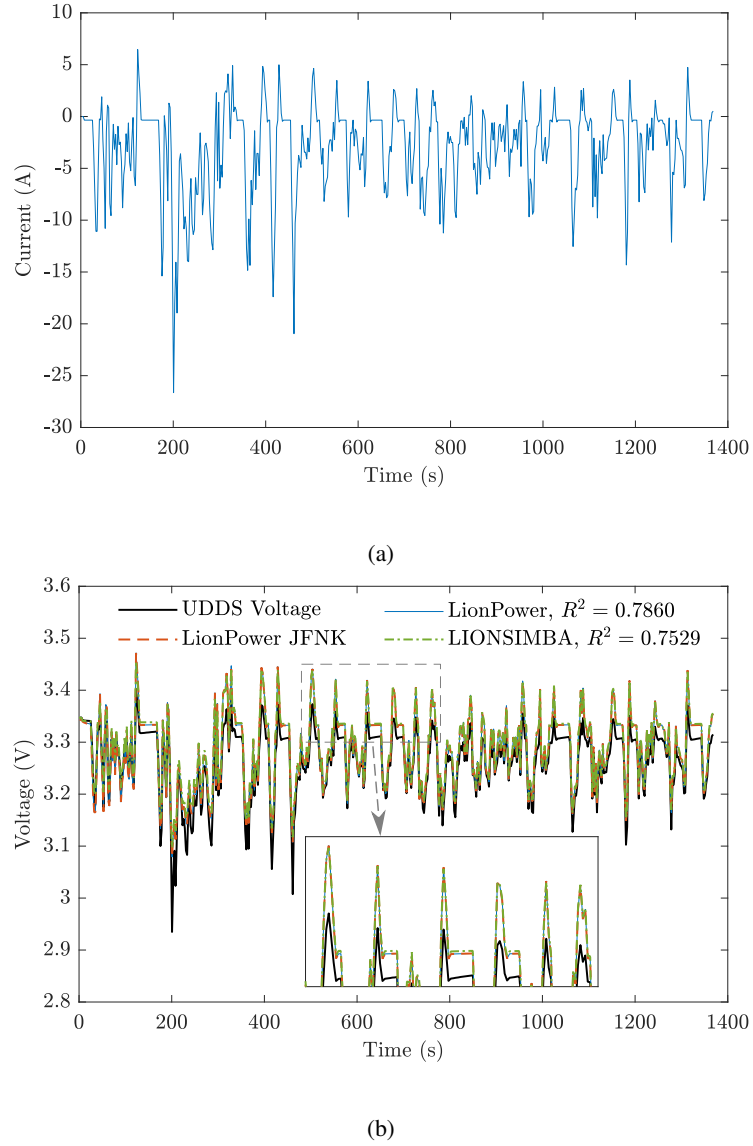 10
5
0
-5
-10
-15
-20
-25
-30
Current (A)
0 200 400 600 800 1000 1200 1400
Time (s)
(a)
3.6
3.5
3.4
3.3
3.2
3.1
3
2.9
2.8
Voltage (V)
UDDS Voltage LionPower, R² = 0.7860
LionPower JFNK LIONSIMBA, R² = 0.7529
0 200 400 600 800 1000 1200 1400
Time (s)
(b)